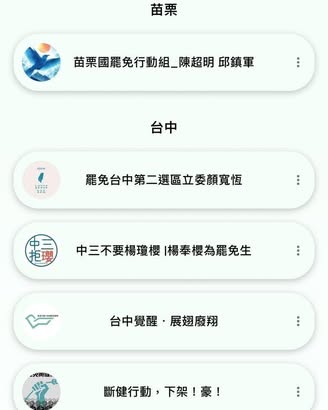 苗栗
苗栗國罷免行動組_陳超明 邱鎮軍
台中
罷免台中第二選區立委顏寬恆
中三不要楊瓊櫻 |楊奉櫻為罷免生
中三
拒瓔
台中覺醒．展翅廢翔
斷健行動，下架！豪！